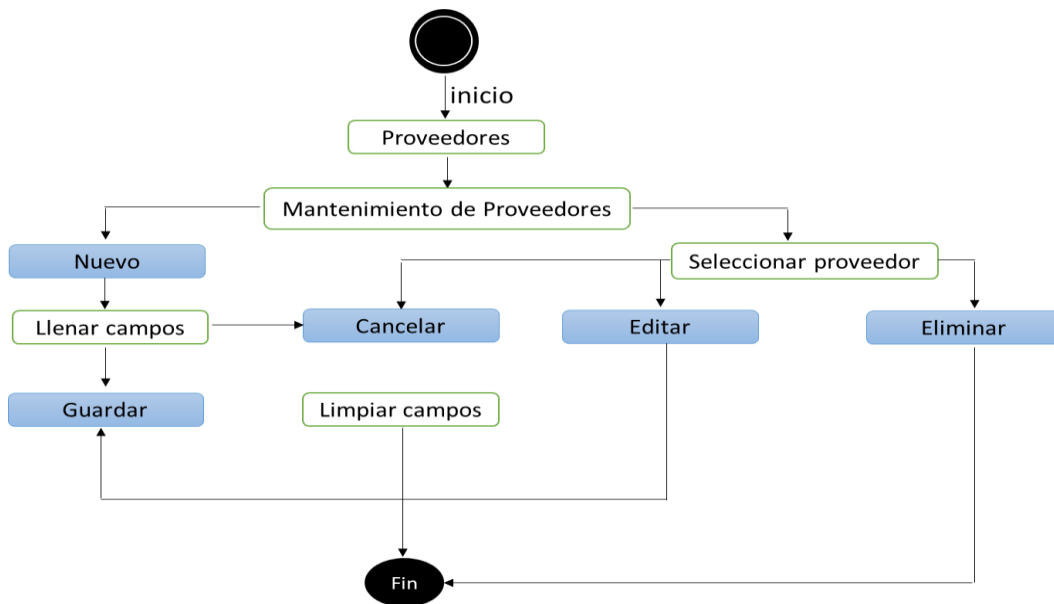 inicio
Proveedores
Mantenimiento de Proveedores
Nuevo
Seleccionar proveedor
Llenar campos
Cancelar
Editar
Eliminar
Guardar
Limpiar campos
Fin